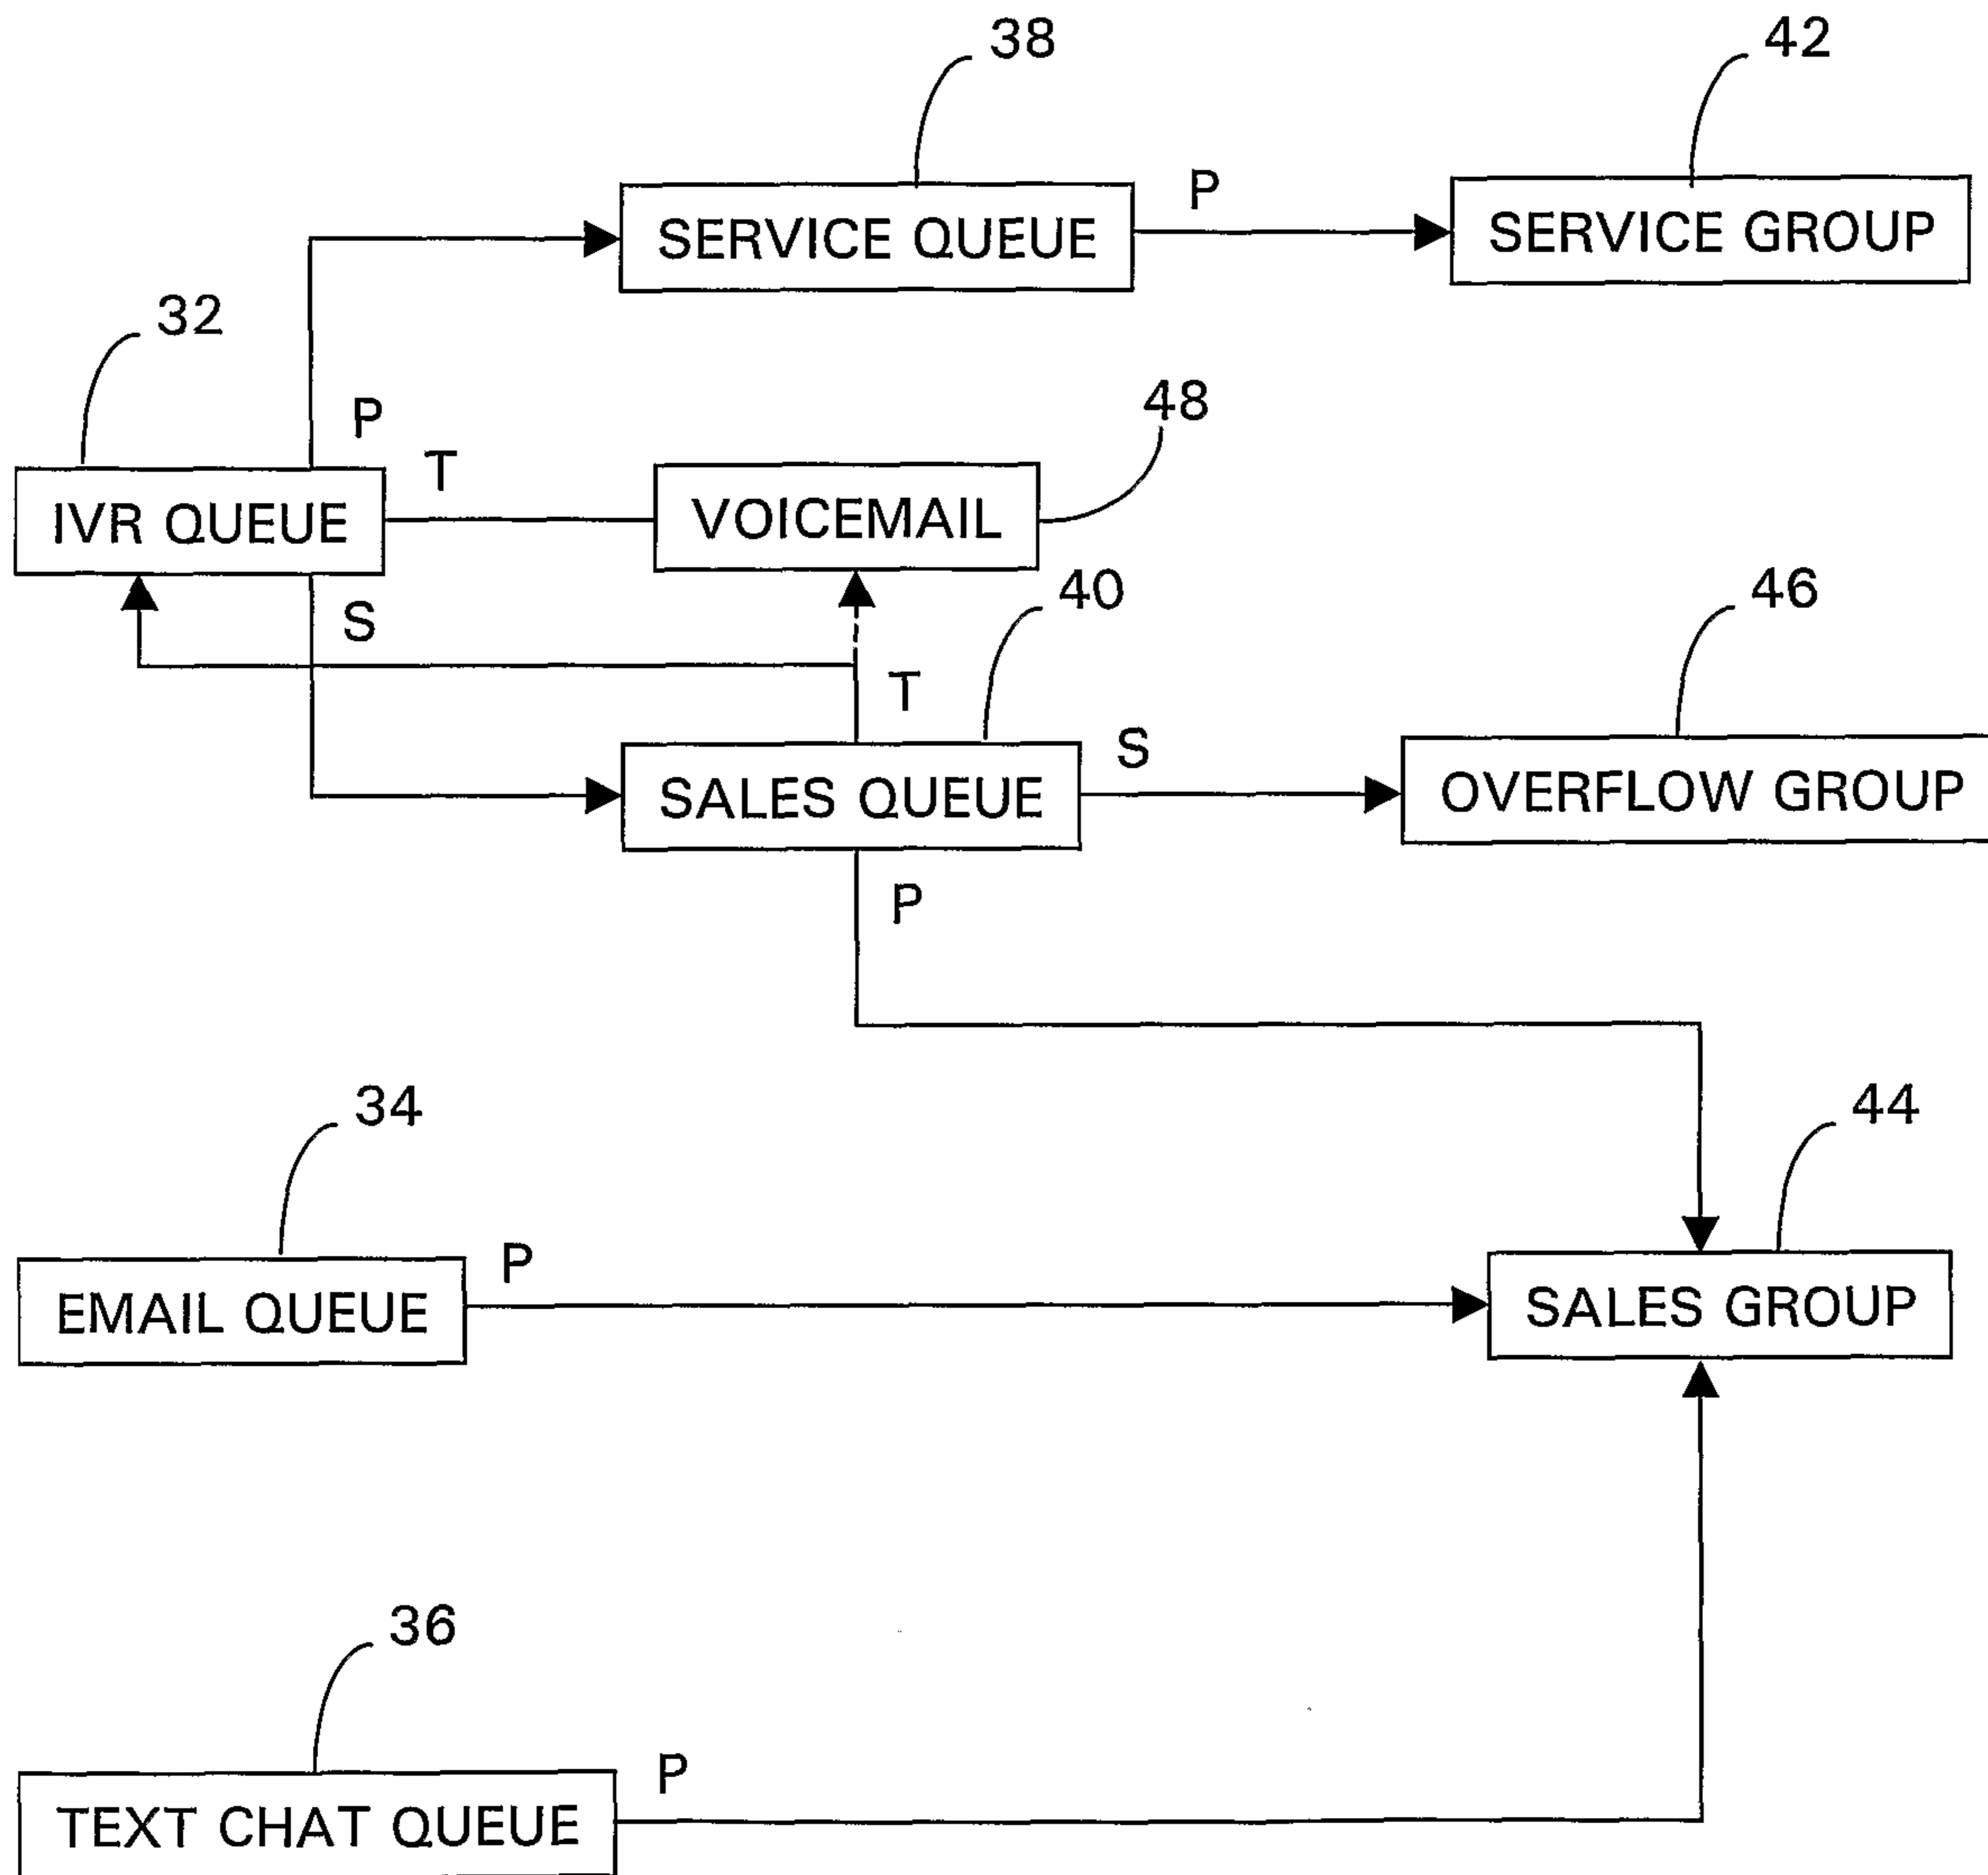 38
42
SERVICE QUEUE
P
SERVICE GROUP
32
P
48
T
IVR QUEUE
VOICEMAIL
40
46
S
T
S
SALES QUEUE
OVERFLOW GROUP
P
34
44
P
EMAIL QUEUE
SALES GROUP
36
P
TEXT CHAT QUEUE